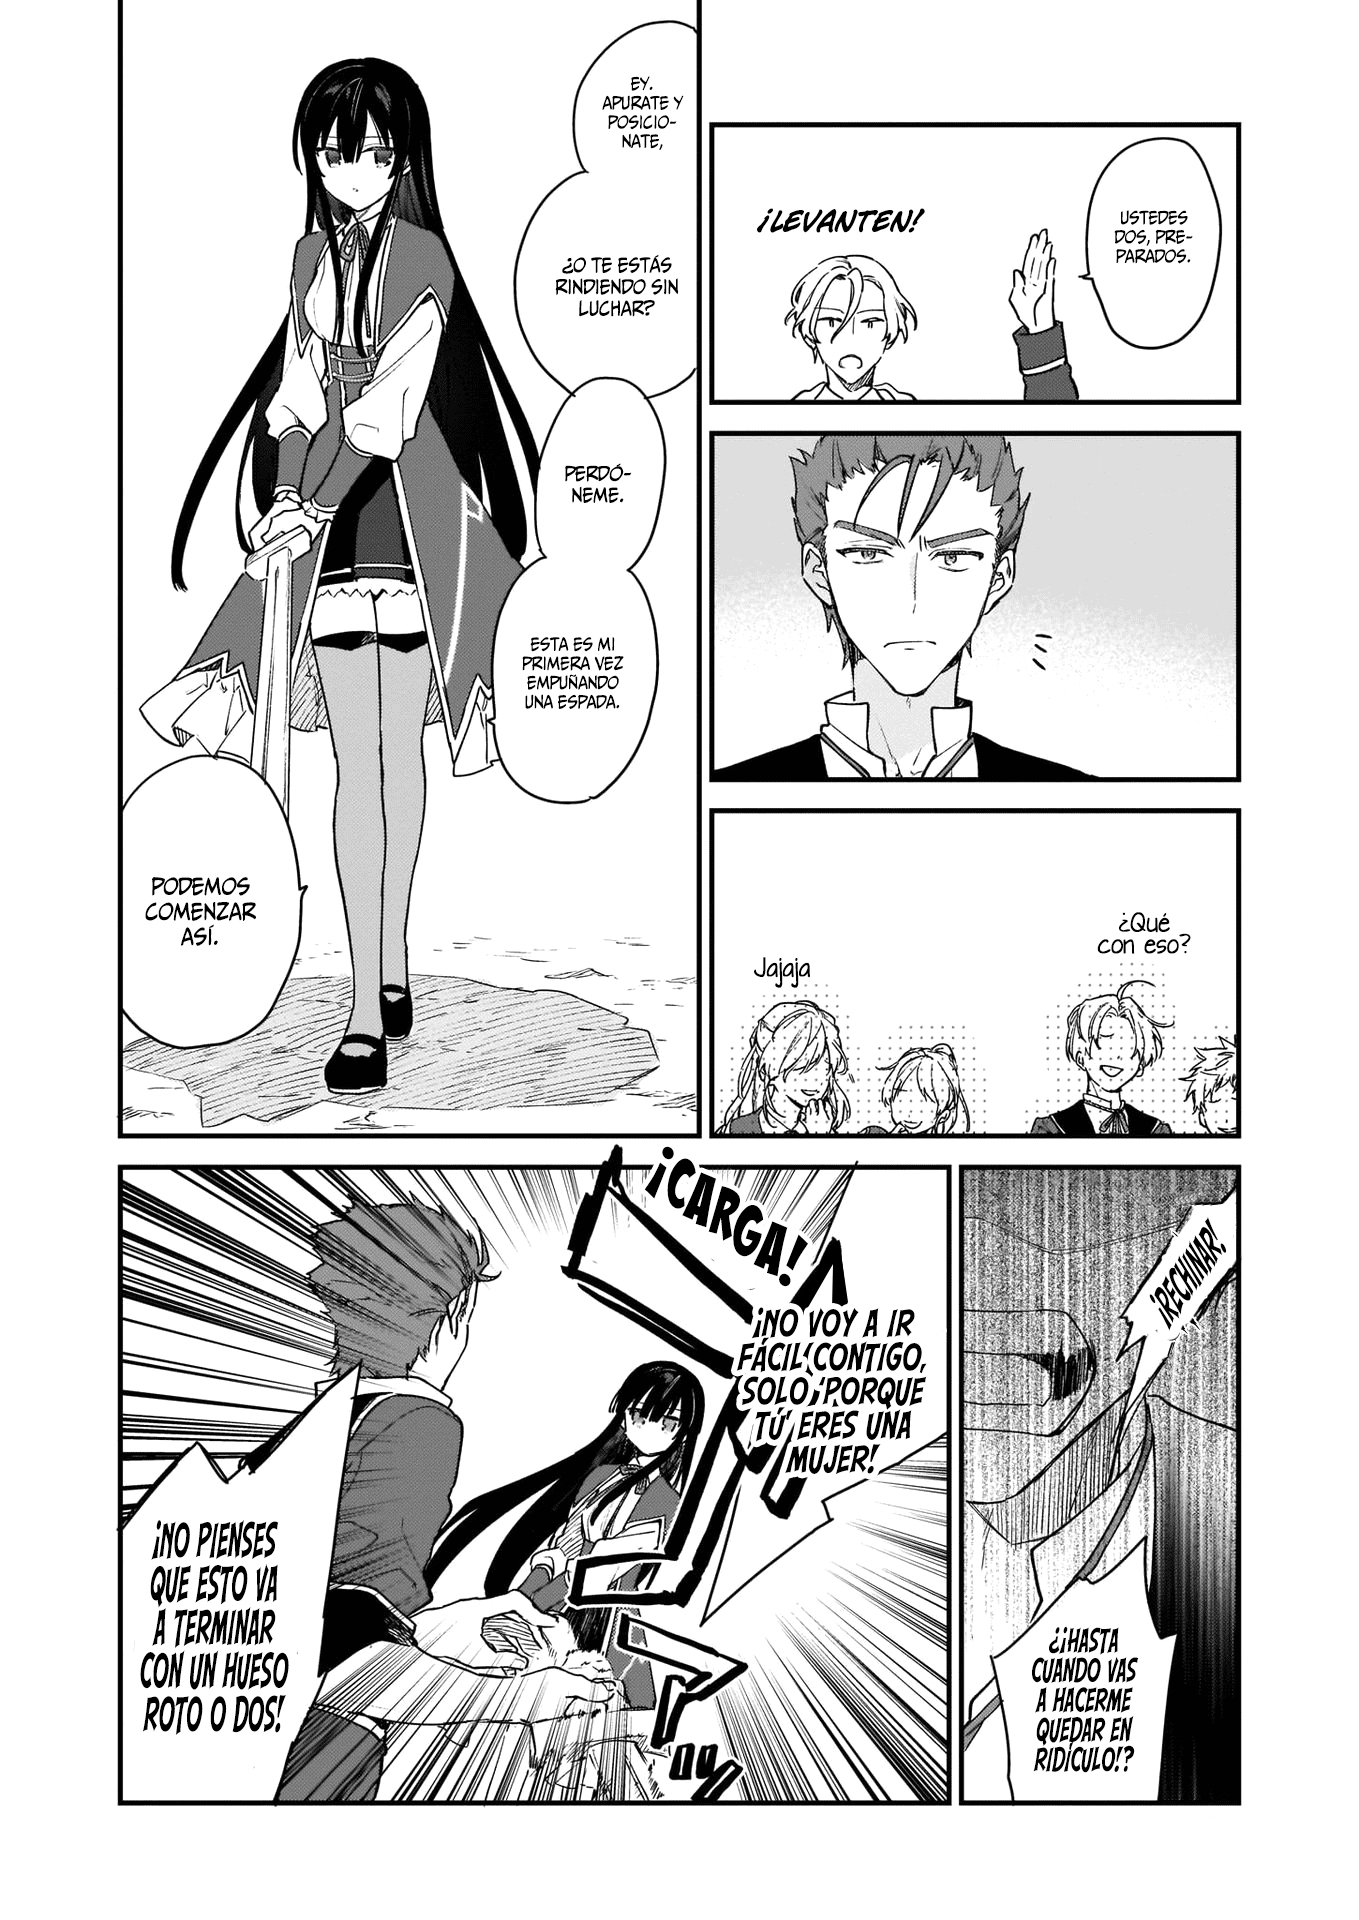 USTEDES
DOS, PRE-
PARADOS.
¡LEVANTEN!
¿Qué
con eso?
Jajaja
EY.
APURATE Y
POSICIO-
NATE,
¿O TE ESTÁS
RINDIENDO SIN
LUCHAR?
PERDÓ-
NEME.
ESTA ES MI
PRIMERA VEZ
EMPUÑANDO
UNA ESPADA.
PODEMOS
COMENZAR
ASÍ.
¡RECHINAR!
¿¡HASTA
CUANDO VAS
A HACERME
QUEDAR EN
RIDÍCULO!?
¡CARGA!
¡NO VOY A IR
FÁCIL CONTIGO,
SOLO PORQUE
TÚ ERES UNA
MUJER!
¡NO PIENSES
QUE ESTO VA
A TERMINAR
CON UN HUESO
ROTO O DOS!